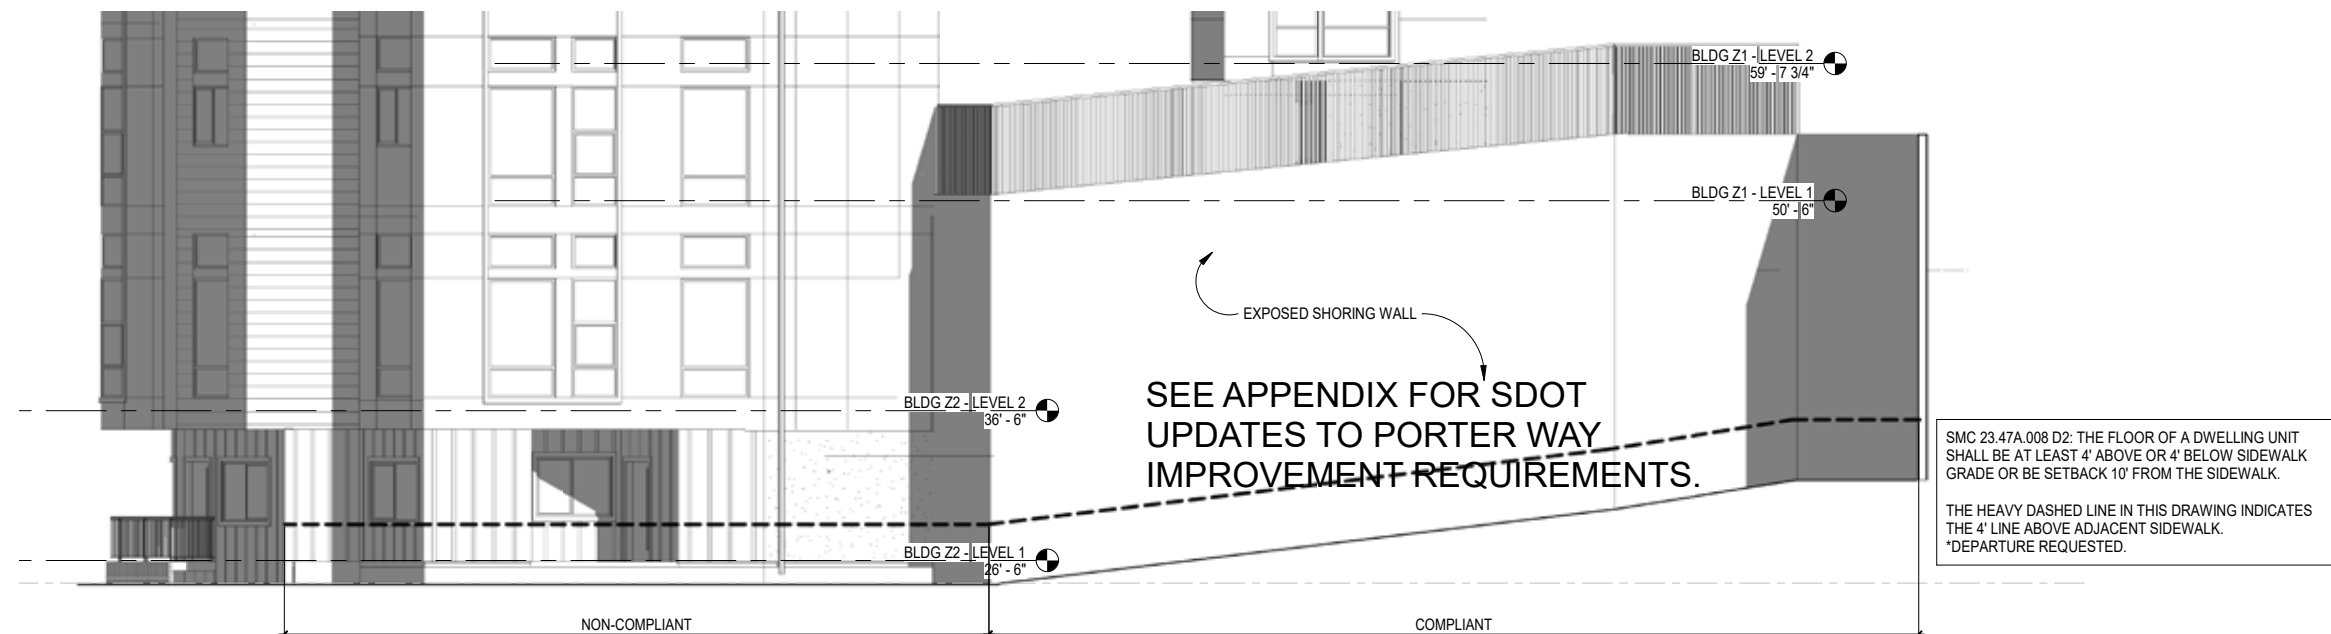 BLDG Z1 - LEVEL 2
59' - 7 3/4"
BLDG Z1 - LEVEL 1
50' - 6"
EXPOSED SHORING WALL
SEE APPENDIX FOR SDOT
UPDATES TO PORTER WAY
IMPROVEMENT REQUIREMENTS.
BLDG Z2 - LEVEL 2
36' - 6"
SMC 23.47A.008 D2: THE FLOOR OF A DWELLING UNIT
SHALL BE AT LEAST 4' ABOVE OR 4' BELOW SIDEWALK
GRADE OR BE SETBACK 10' FROM THE SIDEWALK.
THE HEAVY DASHED LINE IN THIS DRAWING INDICATES
THE 4' LINE ABOVE ADJACENT SIDEWALK.
*DEPARTURE REQUESTED.
BLDG Z2 - LEVEL 1
26' - 6"
NON-COMPLIANT
COMPLIANT